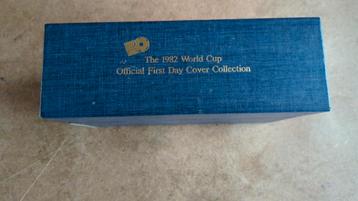 The 1982 World Cup
Official First Day Cover Collection